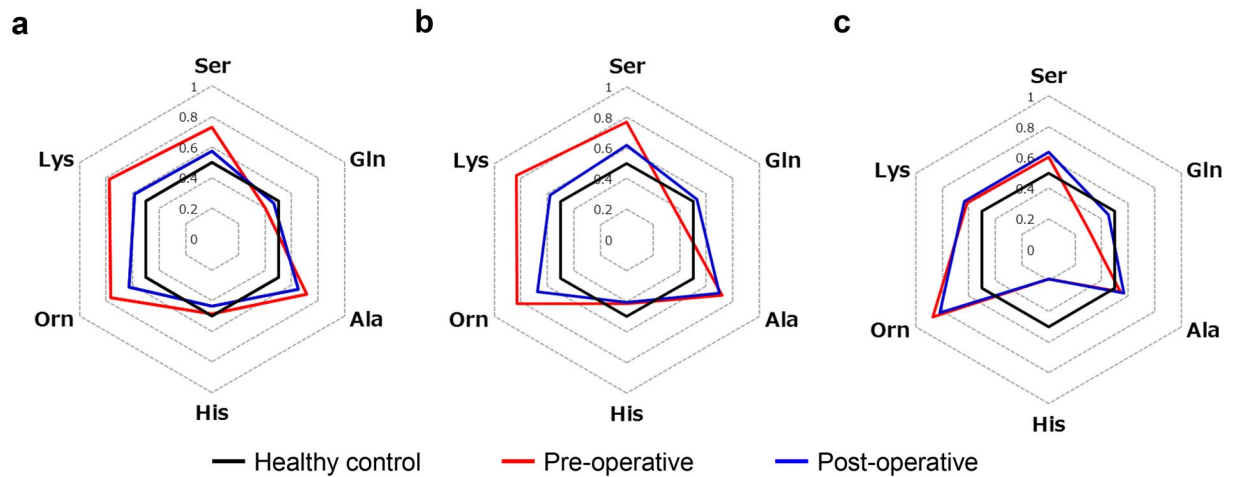 a
Ser
1
0.8
0.6
0.4
0.2
0
Lys
Gln
Orn
Ala
His
b
Ser
1
0.8
0.6
0.4
0.2
0
Lys
Gln
Orn
Ala
His
c
Ser
1
0.8
0.6
0.4
0.2
0
Lys
Gln
Orn
Ala
His
Healthy control
Pre-operative
Post-operative